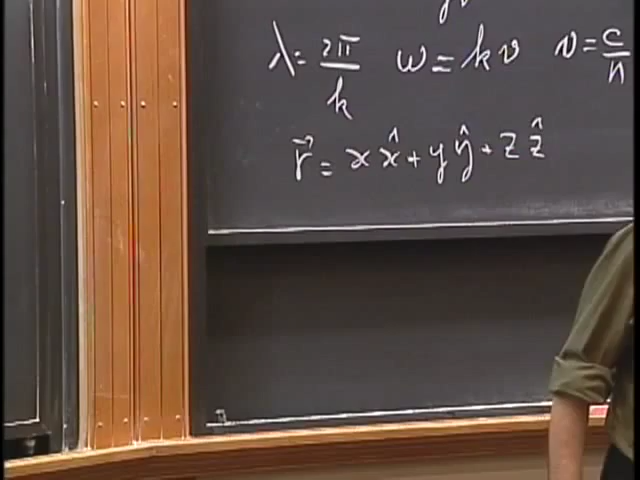 λ = 2π/k ω = kv v = c/n
r⃗ = x x̂ + y ŷ + z ẑ